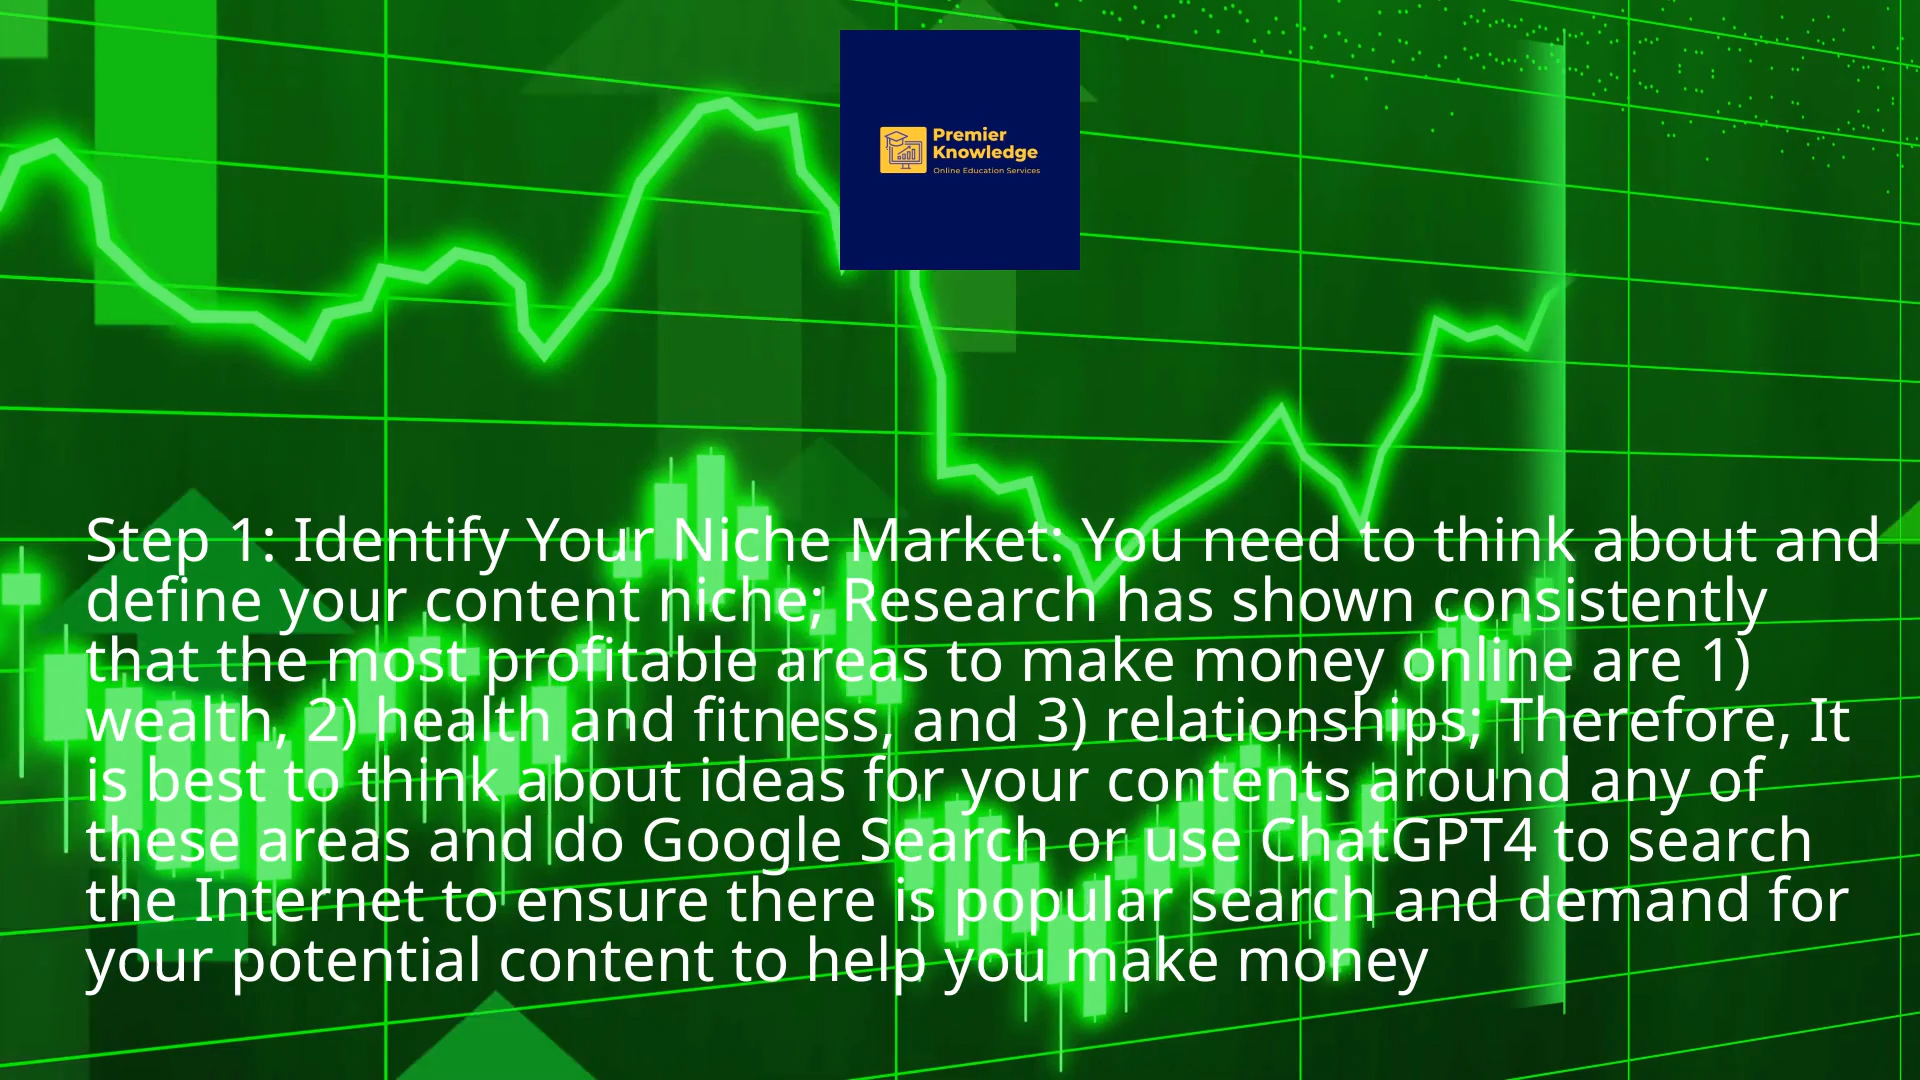 Premier
Knowledge
Online Education Services
Step 1: Identify Your Niche Market: You need to think about and
define your content niche; Research has shown consistently
that the most profitable areas to make money online are 1)
wealth, 2) health and fitness, and 3) relationships; Therefore, It
is best to think about ideas for your contents around any of
these areas and do Google Search or use ChatGPT4 to search
the Internet to ensure there is popular search and demand for
your potential content to help you make money